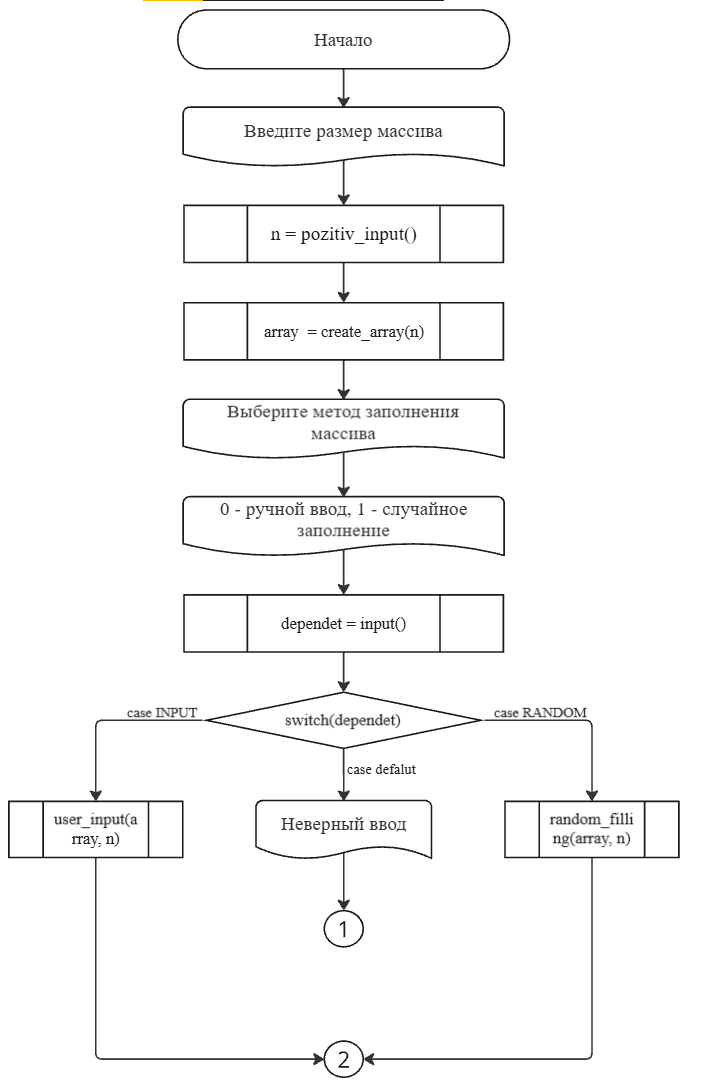 Начало
Введите размер массива
n = pozitiv_input()
array  = create_array(n)
Выберите метод заполнения
массива
0 - ручной ввод, 1 - случайное
заполнение
dependet = input()
switch(dependet)
case INPUT
case RANDOM
case defalut
user_input(a
rray, n)
Неверный ввод
random_filli
ng(array, n)
1
2